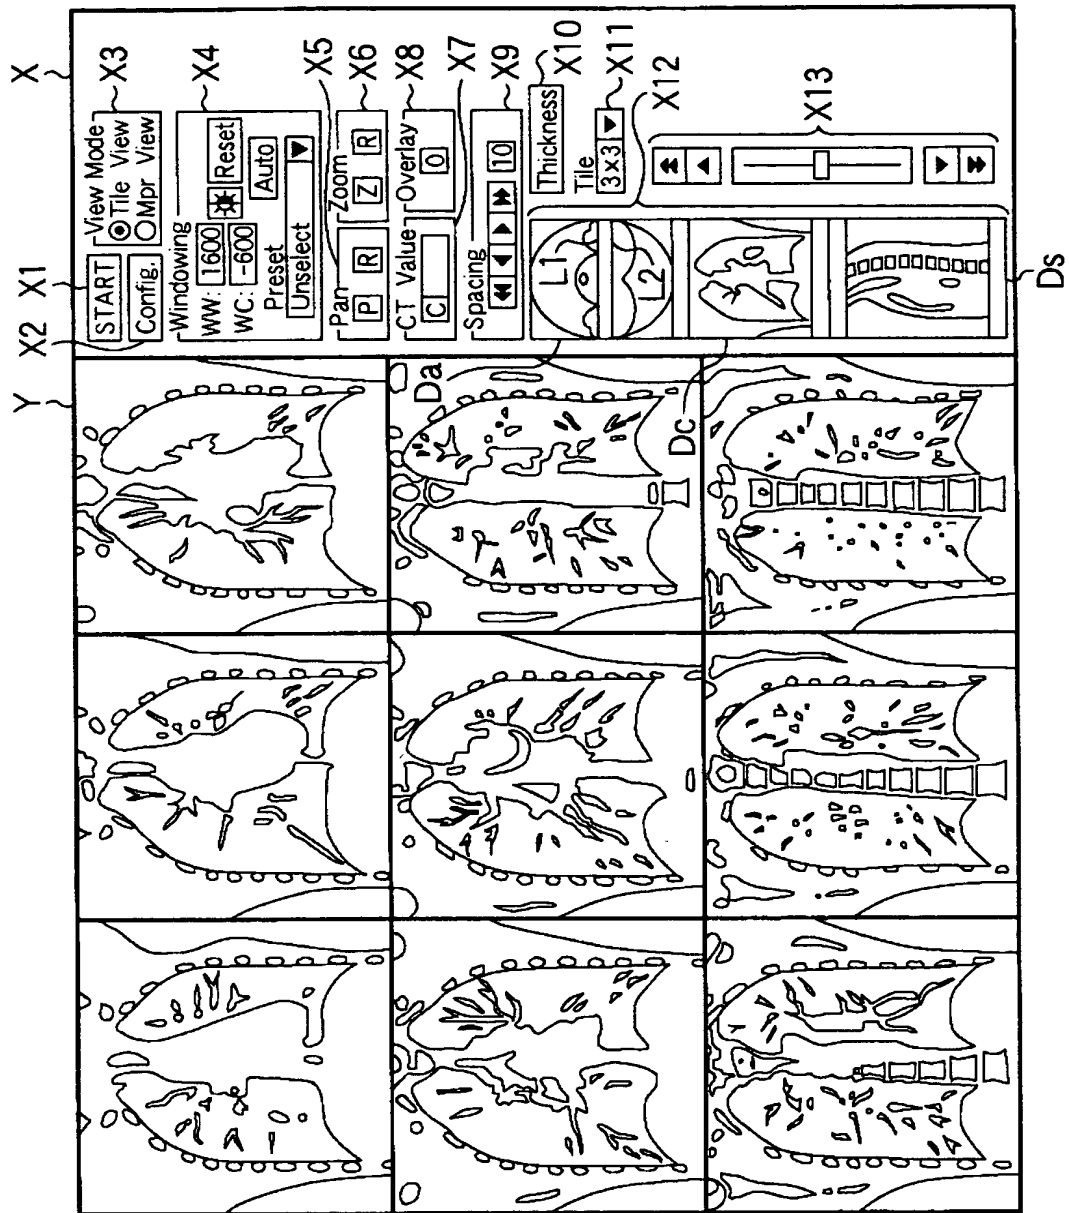 X
Y
X2
X1
X3
X4
X5
X6
X8
X7
X9
X10
X11
X12
X13
START
Config.
View Mode
Tile View
Mpr View
Windowing
WW: 1600
WC: -600
Reset
Auto
Preset
Unselect
Pan
P R
Zoom
Z R
CT Value
C
Overlay
O
Spacing
10
Thickness
Tile
3x3
L1
L2
Da
Dc
Ds